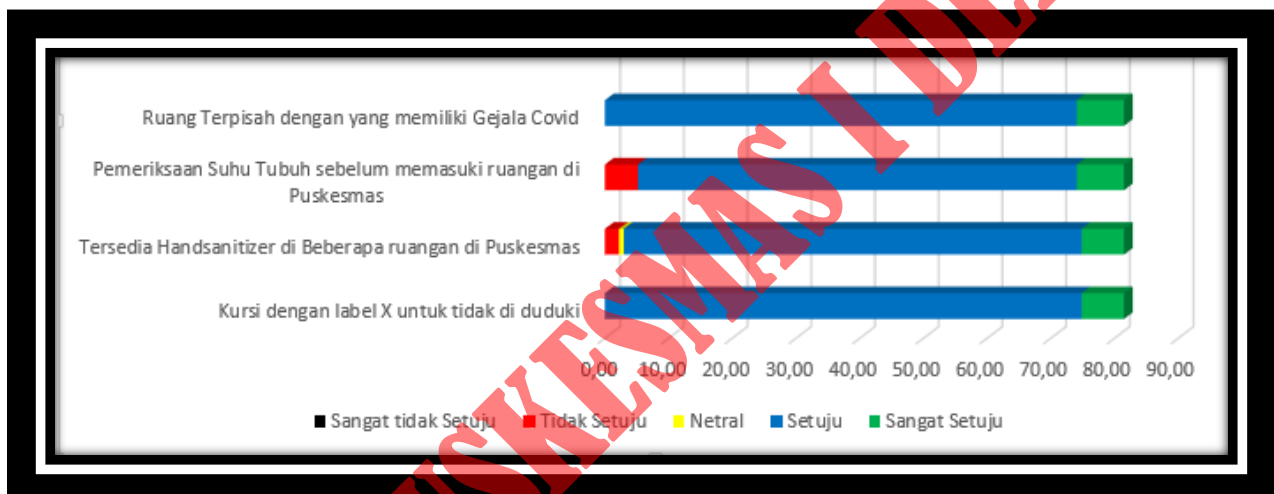 Ruang Terpisah dengan yang memiliki Gejala Covid
Pemeriksaan Suhu Tubuh sebelum memasuki ruangan di
Puskesmas
Tersedia Handsanitizer di Beberapa ruangan di Puskesmas
Kursi dengan label X untuk tidak di duduki
0,00 10,00 20,00 30,00 40,00 50,00 60,00 70,00 80,00 90,00
Sangat tidak Setuju Tidak Setuju Netral Setuju Sangat Setuju
USKESMAS I DE